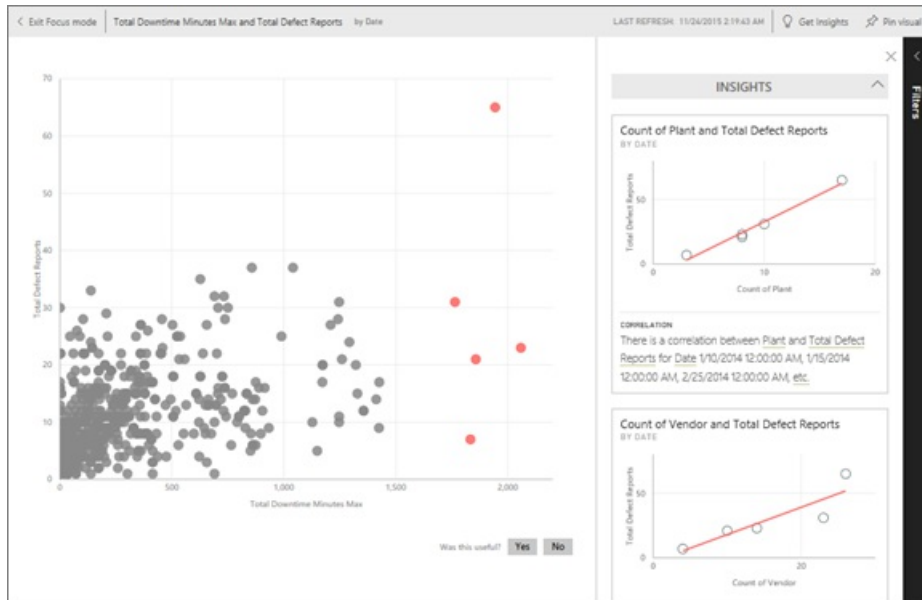 < Exit Focus mode
Total Downtime Minutes Max and Total Defect Reports by Date
LAST REFRESH: 11/24/2015 2:19:43 AM
Get Insights
Pin visual
70
60
50
40
30
20
10
0
Total Defect Reports
0 500 1,000 1,500 2,000
Total Downtime Minutes Max
Was this useful? Yes No
INSIGHTS
Filters
Count of Plant and Total Defect Reports
BY DATE
Total Defect Reports
50
0
0 10 20
Count of Plant
CORRELATION
There is a correlation between Plant and Total Defect
Reports for Date 1/10/2014 12:00:00 AM, 1/15/2014
12:00:00 AM, 2/25/2014 12:00:00 AM, etc.
Count of Vendor and Total Defect Reports
BY DATE
Total Defect Reports
50
0
0 20
Count of Vendor